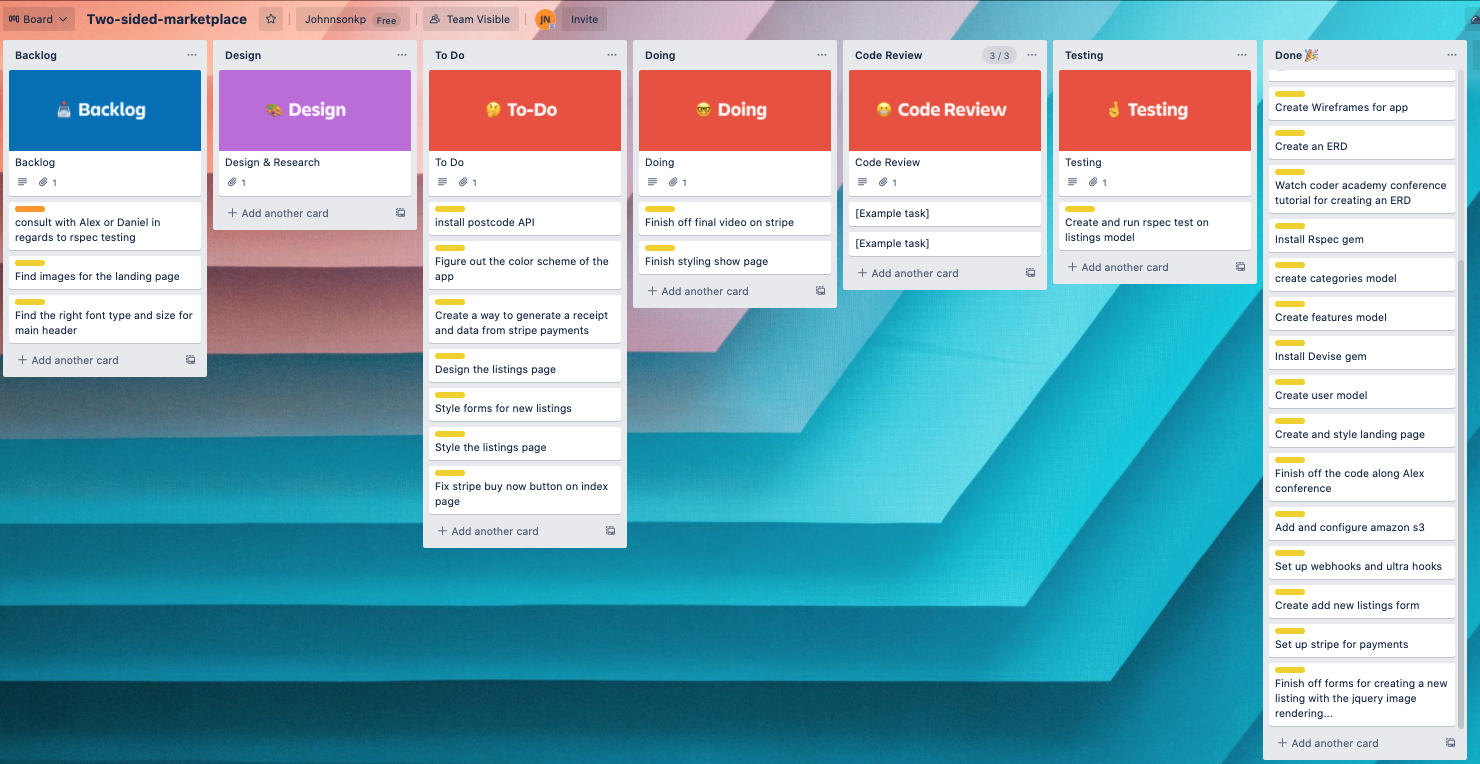 Board
Two-sided-marketplace
Johnnsonkp Free
Team Visible
JN
Invite
Backlog
Backlog
Backlog
1
consult with Alex or Daniel in
regards to rspec testing
Find images for the landing page
Find the right font type and size for
main header
+ Add another card
Design
Design
Design & Research
1
+ Add another card
To Do
To-Do
To Do
1
install postcode API
Figure out the color scheme of the
app
Create a way to generate a receipt
and data from stripe payments
Design the listings page
Style forms for new listings
Style the listings page
Fix stripe buy now button on index
page
+ Add another card
Doing
Doing
Doing
1
Finish off final video on stripe
Finish styling show page
+ Add another card
Code Review
3 / 3
Code Review
Code Review
1
[Example task]
[Example task]
+ Add another card
Testing
Testing
Testing
1
Create and run rspec test on
listings model
+ Add another card
Done 🎉
Create Wireframes for app
Create an ERD
Watch coder academy conference
tutorial for creating an ERD
Install Rspec gem
create categories model
Create features model
Install Devise gem
Create user model
Create and style landing page
Finish off the code along Alex
conference
Add and configure amazon s3
Set up webhooks and ultra hooks
Create add new listings form
Set up stripe for payments
Finish off forms for creating a new
listing with the jquery image
rendering...
+ Add another card